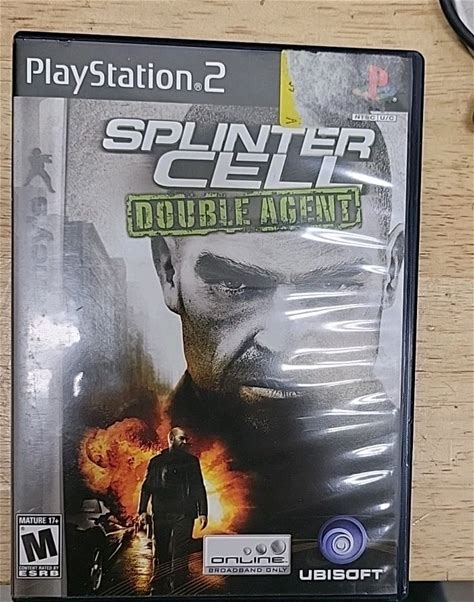 PlayStation.2
NTSC U/C
SPLINTER
CELL
DOUBLE AGENT
MATURE 17+
M
CONTENT RATED BY
ESRB
ONLINE
BROADBAND ONLY
UBISOFT